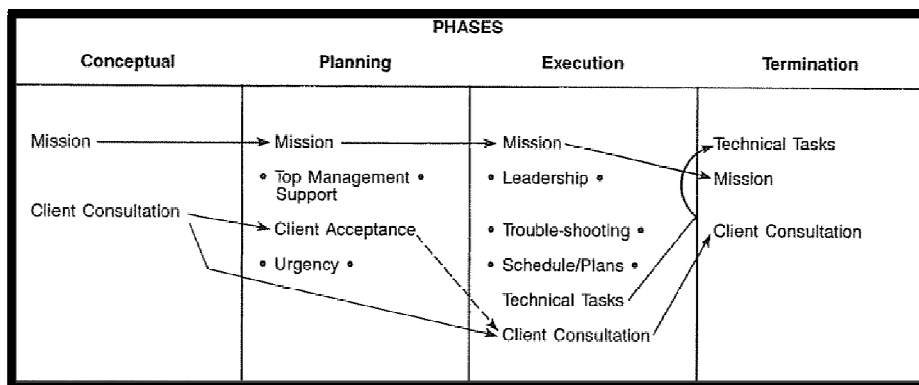 PHASES
Conceptual Planning Execution Termination
Mission Mission Mission Technical Tasks
• Top Management • • Leadership • Mission
Support
Client Consultation Client Acceptance • Trouble-shooting • Client Consultation
• Urgency • • Schedule/Plans •
Technical Tasks
Client Consultation